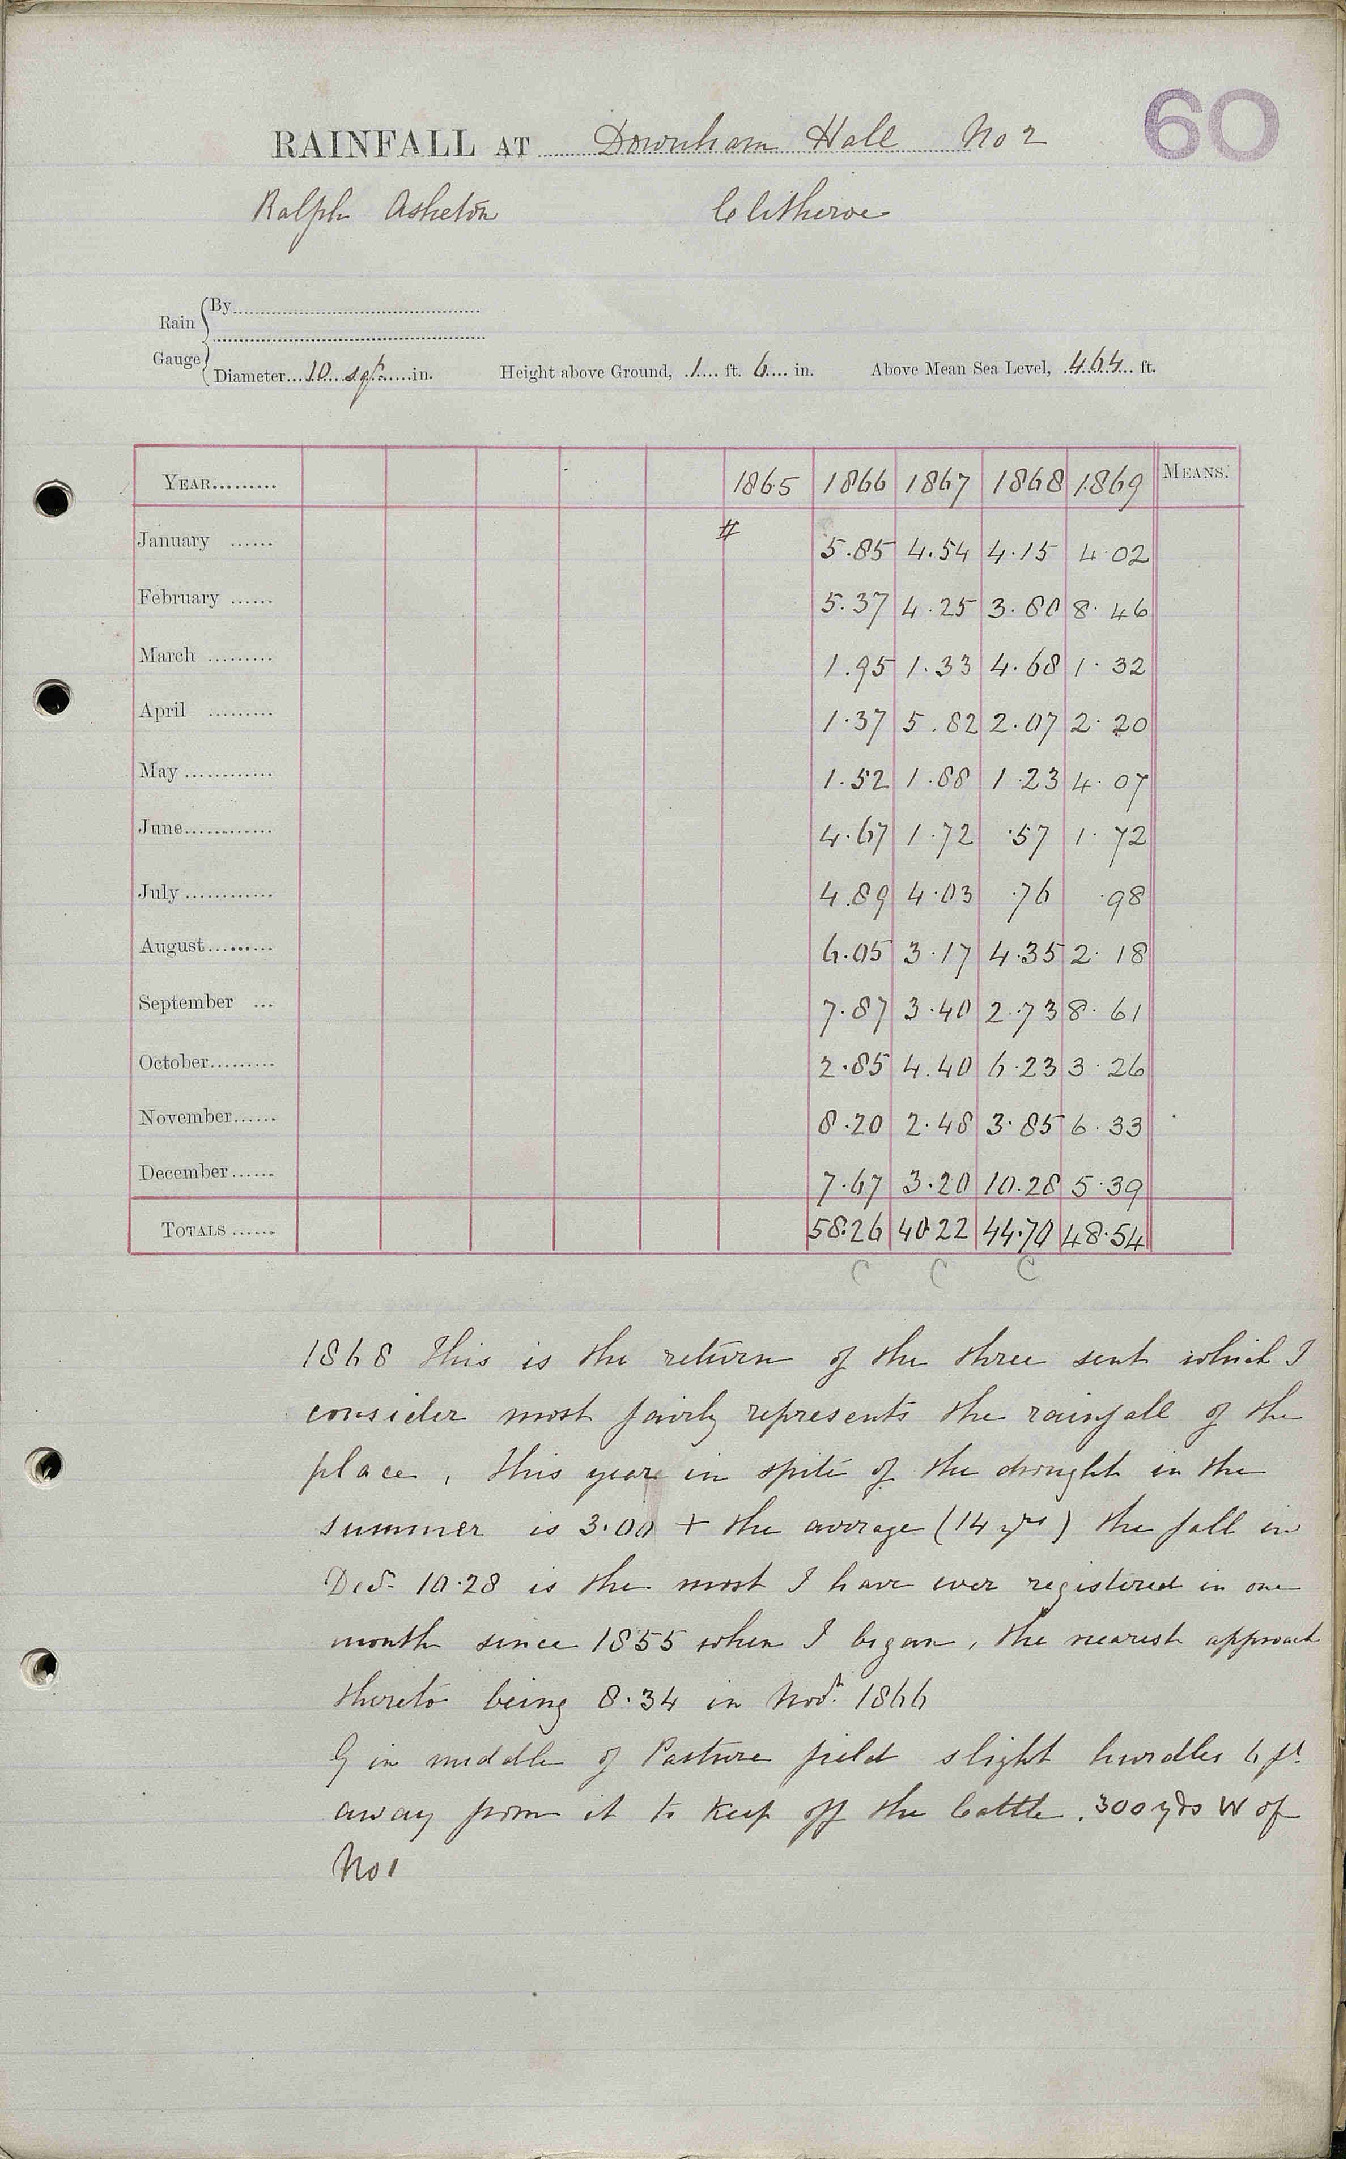 60
RAINFALL AT Downham Hall No 2
Ralph Assheton Clitheroe
Rain Gauge { By
Diameter 10 sqr in. Height above Ground, 1 ft. 6 in. Above Mean Sea Level, 464 ft.
YEAR 1865 1866 1867 1868 1869 MEANS.
January # 5.85 4.54 4.15 4.02
February 5.37 4.25 3.80 8.46
March 1.95 1.33 4.68 1.32
April 1.37 5.82 2.07 2.20
May 1.52 1.88 1.23 4.07
June 4.67 1.72 .57 1.72
July 4.89 4.03 .76 .98
August 6.05 3.17 4.35 2.18
September 7.87 3.40 2.73 8.61
October 2.85 4.40 6.23 3.26
November 8.20 2.48 3.85 6.33
December 7.67 3.20 10.28 5.39
TOTALS 58.26 40.22 44.70 48.54
C C C
1868 This is the return of the three sent which I
consider most fairly represents the rainfall of the
place, this year in spite of the drought in the
summer is 3.00 + the average (14 yrs) the fall in
Decr 10.28 is the most I have ever registered in one
month since 1855 when I began, the nearest approach
thereto being 8.34 in Novr 1866
G in middle of Pasture field slight hurdles 6 ft
away from it to keep off the Cattle. 300 yds W of
No 1